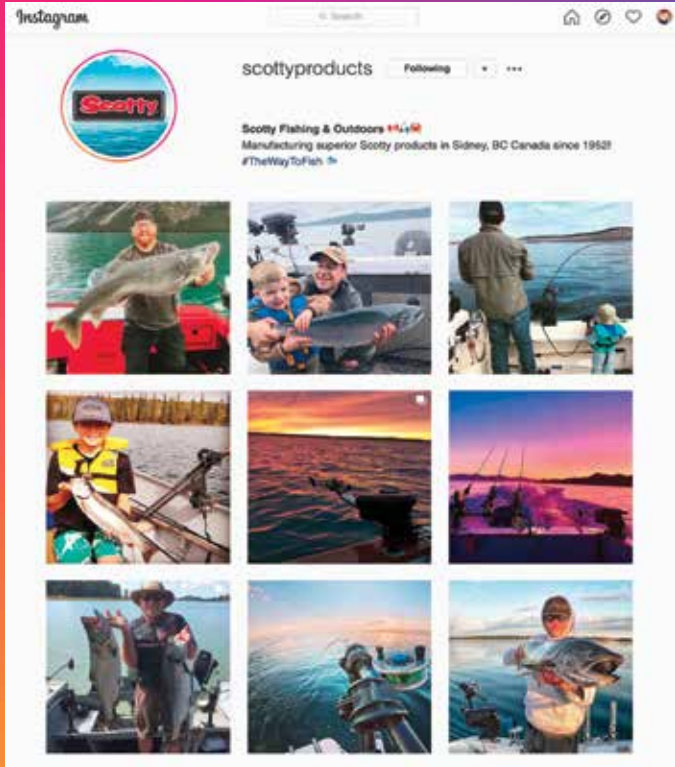 Instagram
Search
scottyproducts Following
Scotty
Scotty Fishing & Outdoors
Manufacturing superior Scotty products in Sidney, BC Canada since 1952!
#TheWayToFish